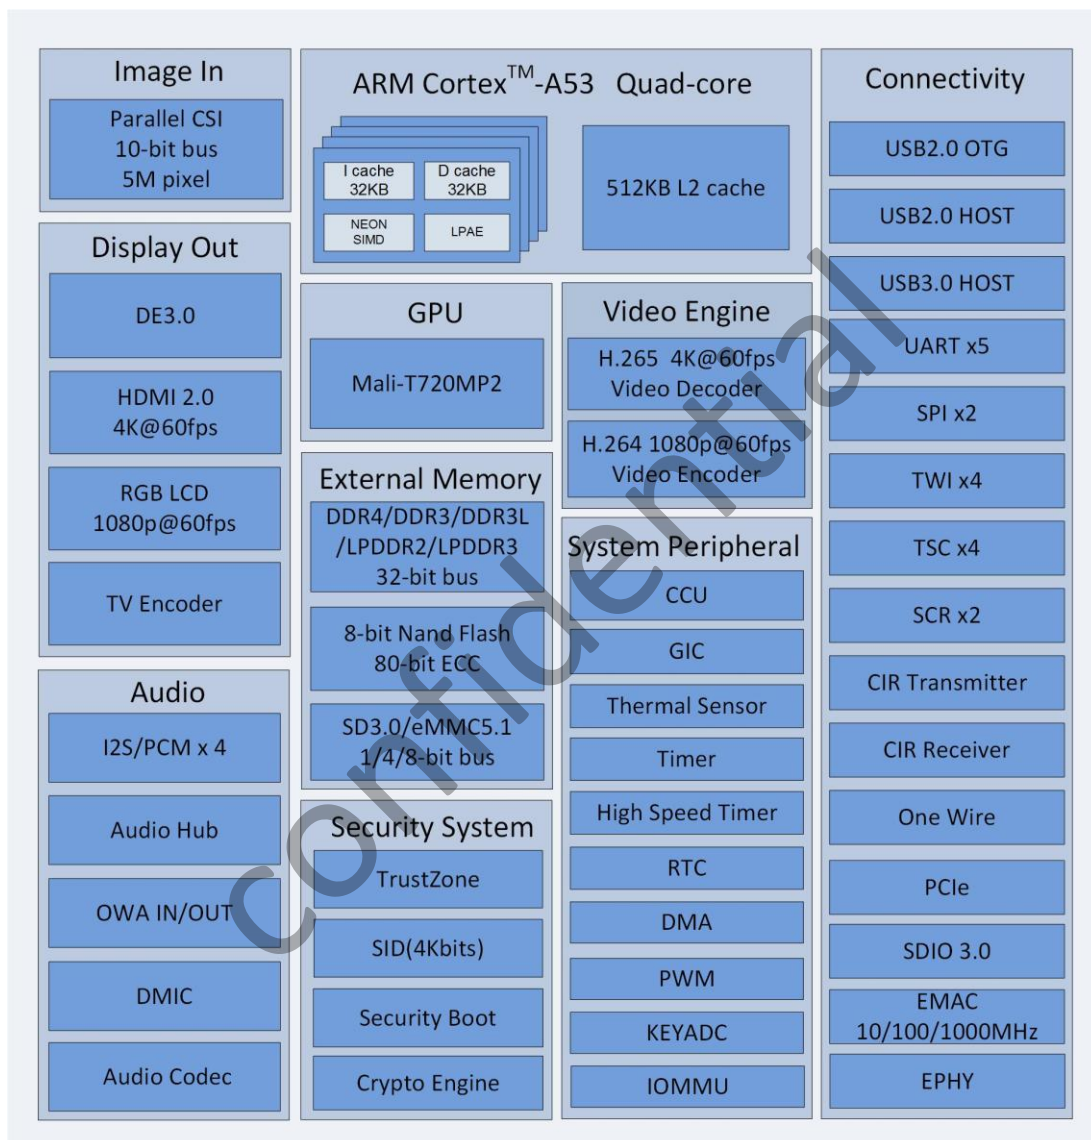 Image In
Parallel CSI
10-bit bus
5M pixel
Display Out
DE3.0
HDMI 2.0
4K@60fps
RGB LCD
1080p@60fps
TV Encoder
Audio
I2S/PCM x 4
Audio Hub
OWA IN/OUT
DMIC
Audio Codec
ARM Cortex™-A53 Quad-core
I cache
32KB
D cache
32KB
NEON
SIMD
LPAE
512KB L2 cache
GPU
Mali-T720MP2
External Memory
DDR4/DDR3/DDR3L
/LPDDR2/LPDDR3
32-bit bus
8-bit Nand Flash
80-bit ECC
SD3.0/eMMC5.1
1/4/8-bit bus
Security System
TrustZone
SID(4Kbits)
Security Boot
Crypto Engine
Video Engine
H.265 4K@60fps
Video Decoder
H.264 1080p@60fps
Video Encoder
System Peripheral
CCU
GIC
Thermal Sensor
Timer
High Speed Timer
RTC
DMA
PWM
KEYADC
IOMMU
Connectivity
USB2.0 OTG
USB2.0 HOST
USB3.0 HOST
UART x5
SPI x2
TWI x4
TSC x4
SCR x2
CIR Transmitter
CIR Receiver
One Wire
PCIe
SDIO 3.0
EMAC
10/100/1000MHz
EPHY
confidential